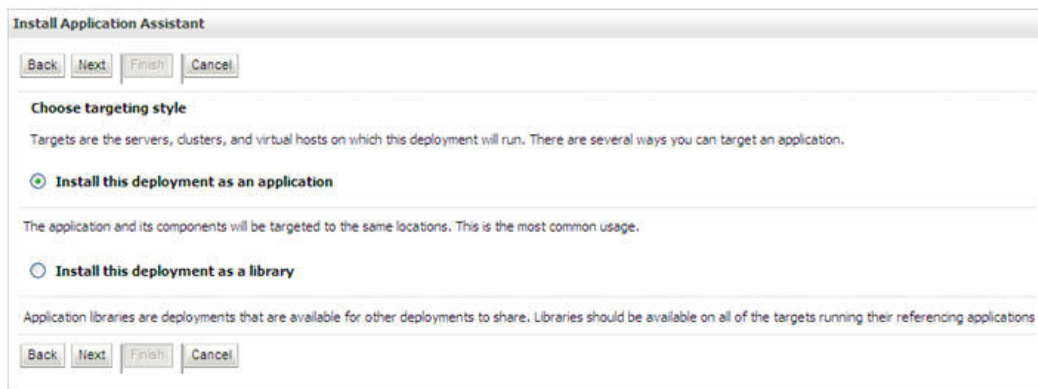 Install Application Assistant
Back Next Finish Cancel
Choose targeting style
Targets are the servers, clusters, and virtual hosts on which this deployment will run. There are several ways you can target an application.
Install this deployment as an application
The application and its components will be targeted to the same locations. This is the most common usage.
Install this deployment as a library
Application libraries are deployments that are available for other deployments to share. Libraries should be available on all of the targets running their referencing applications
Back Next Finish Cancel